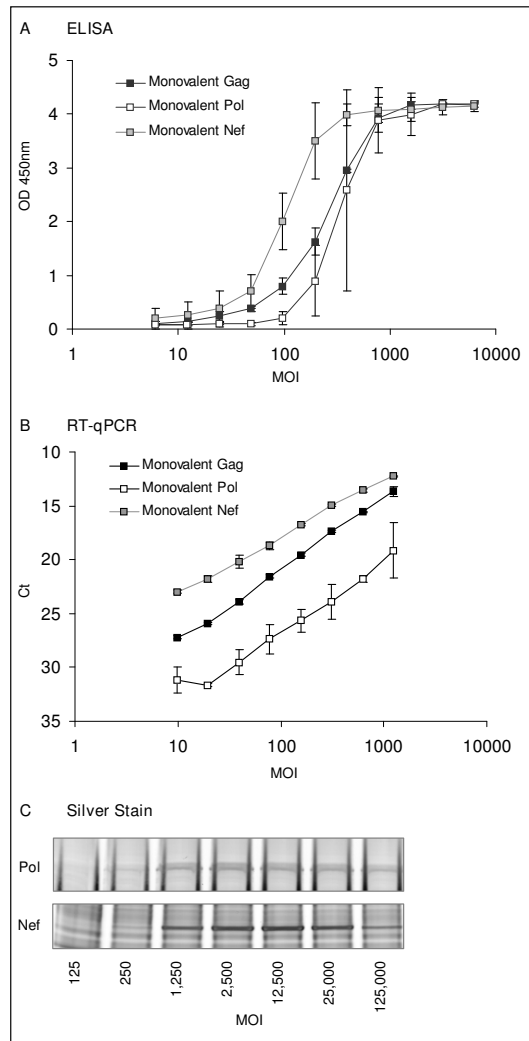 A ELISA
5
4
3
2
1
0
OD 450nm
Monovalent Gag
Monovalent Pol
Monovalent Nef
1 10 100 1000 10000
MOI
B RT-qPCR
10
15
20
25
30
35
Ct
Monovalent Gag
Monovalent Pol
Monovalent Nef
1 10 100 1000 10000
MOI
C Silver Stain
Pol
Nef
125 250 1,250 2,500 12,500 25,000 125,000
MOI